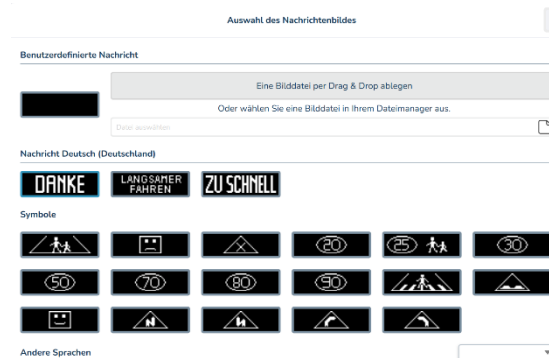 Auswahl des Nachrichtenbildes
Benutzerdefinierte Nachricht
Eine Bilddatei per Drag & Drop ablegen
Oder wählen Sie eine Bilddatei in Ihrem Dateimanager aus.
Datei auswählen
Nachricht Deutsch (Deutschland)
DANKE
LANGSAMER
FAHREN
ZU SCHNELL
Symbole
20
25
30
50
70
80
90
Andere Sprachen